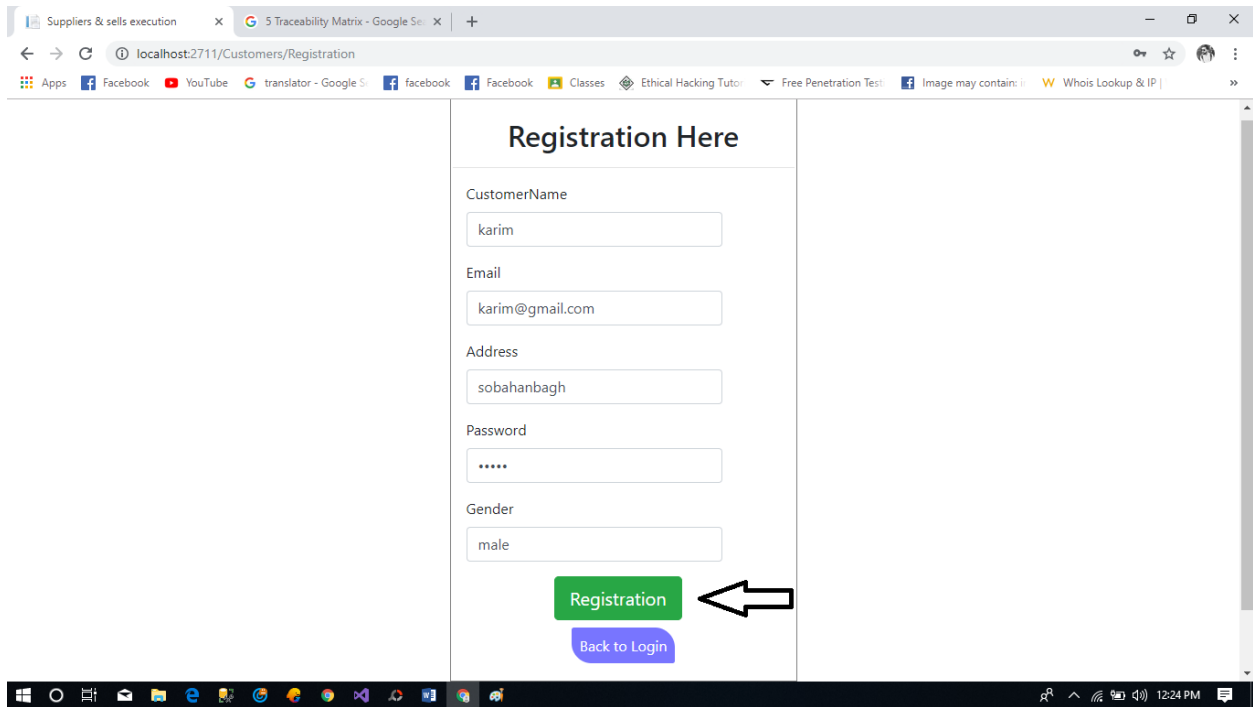 Suppliers & sells execution
5 Traceability Matrix - Google Se
localhost:2711/Customers/Registration
Apps Facebook YouTube translator - Google S facebook Facebook Classes Ethical Hacking Tutor Free Penetration Test Image may contain: Whois Lookup & IP |
Registration Here
CustomerName
karim
Email
karim@gmail.com
Address
sobahanbagh
Password
•••••
Gender
male
Registration
Back to Login
12:24 PM